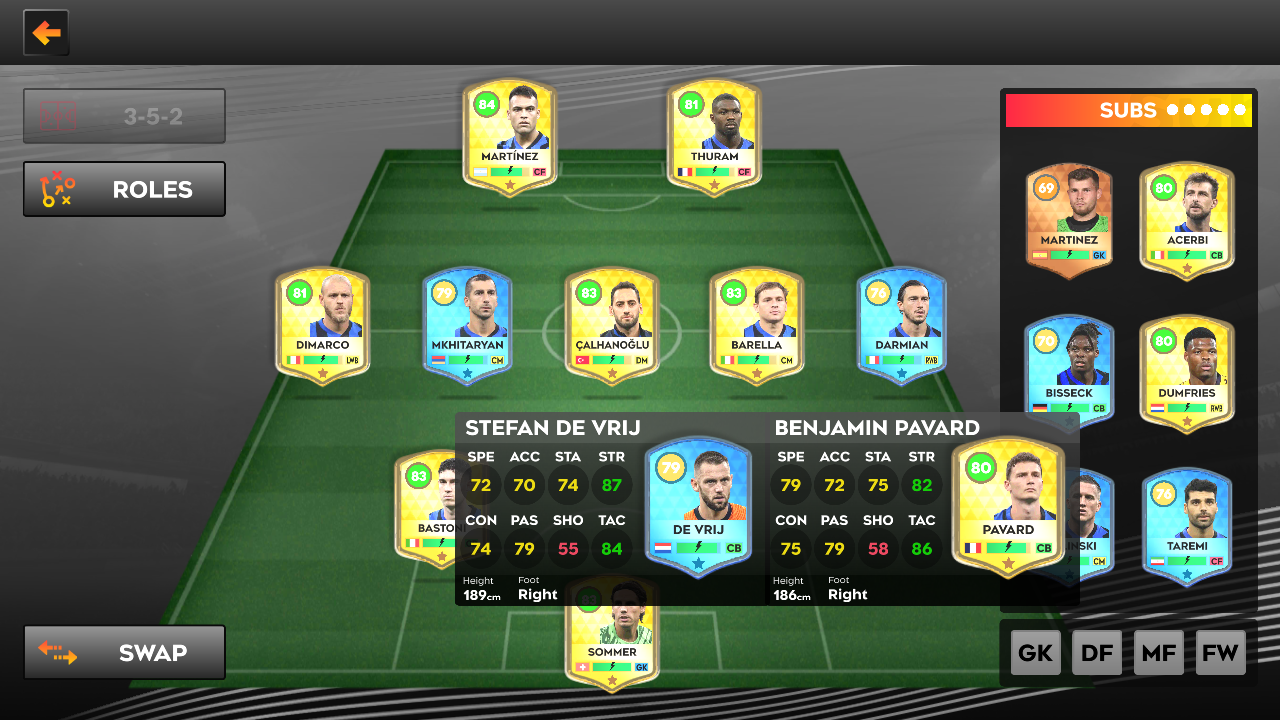 3-5-2
ROLES
SWAP
84
MARTÍNEZ
CF
81
THURAM
CF
81
DIMARCO
LWB
79
MKHITARYAN
CM
83
ÇALHANOĞLU
DM
83
BARELLA
CM
76
DARMIAN
RWB
83
BASTON
STEFAN DE VRIJ
SPE ACC STA STR
72 70 74 87
CON PAS SHO TAC
74 79 55 84
Height Foot
189cm Right
79
DE VRIJ
CB
BENJAMIN PAVARD
SPE ACC STA STR
79 72 75 82
CON PAS SHO TAC
75 79 58 86
Height Foot
186cm Right
80
PAVARD
CB
83
SOMMER
GK
SUBS
69
MARTINEZ
GK
80
ACERBI
CB
70
BISSECK
CB
80
DUMFRIES
RWB
INSKI
CM
76
TAREMI
CF
GK DF MF FW